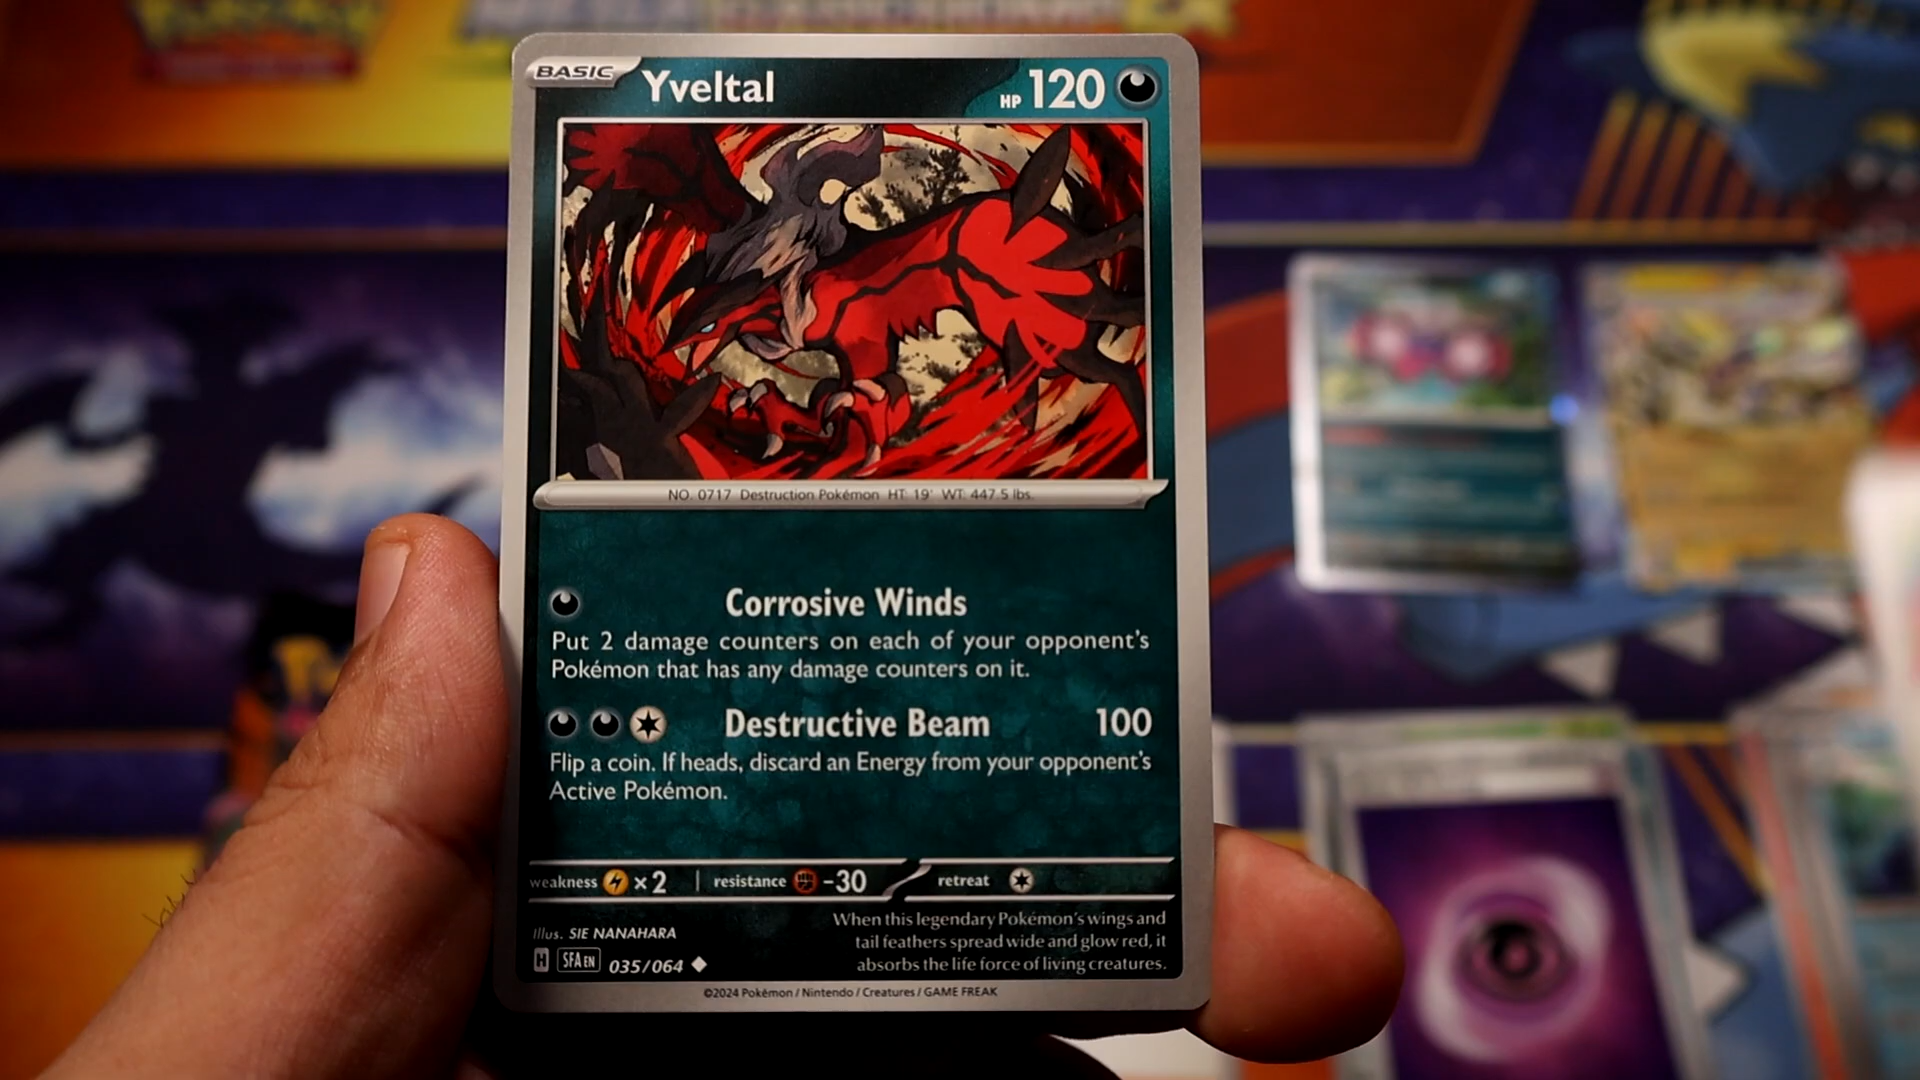 BASIC
Yveltal
HP 120
NO. 0717 Destruction Pokémon HT: 19' WT: 447.5 lbs.
Corrosive Winds
Put 2 damage counters on each of your opponent's
Pokémon that has any damage counters on it.
Destructive Beam 100
Flip a coin. If heads, discard an Energy from your opponent's
Active Pokémon.
weakness ×2 | resistance -30 retreat
Illus. SIE NANAHARA
H SFA EN 035/064
When this legendary Pokémon's wings and
tail feathers spread wide and glow red, it
absorbs the life force of living creatures.
©2024 Pokémon / Nintendo / Creatures / GAME FREAK